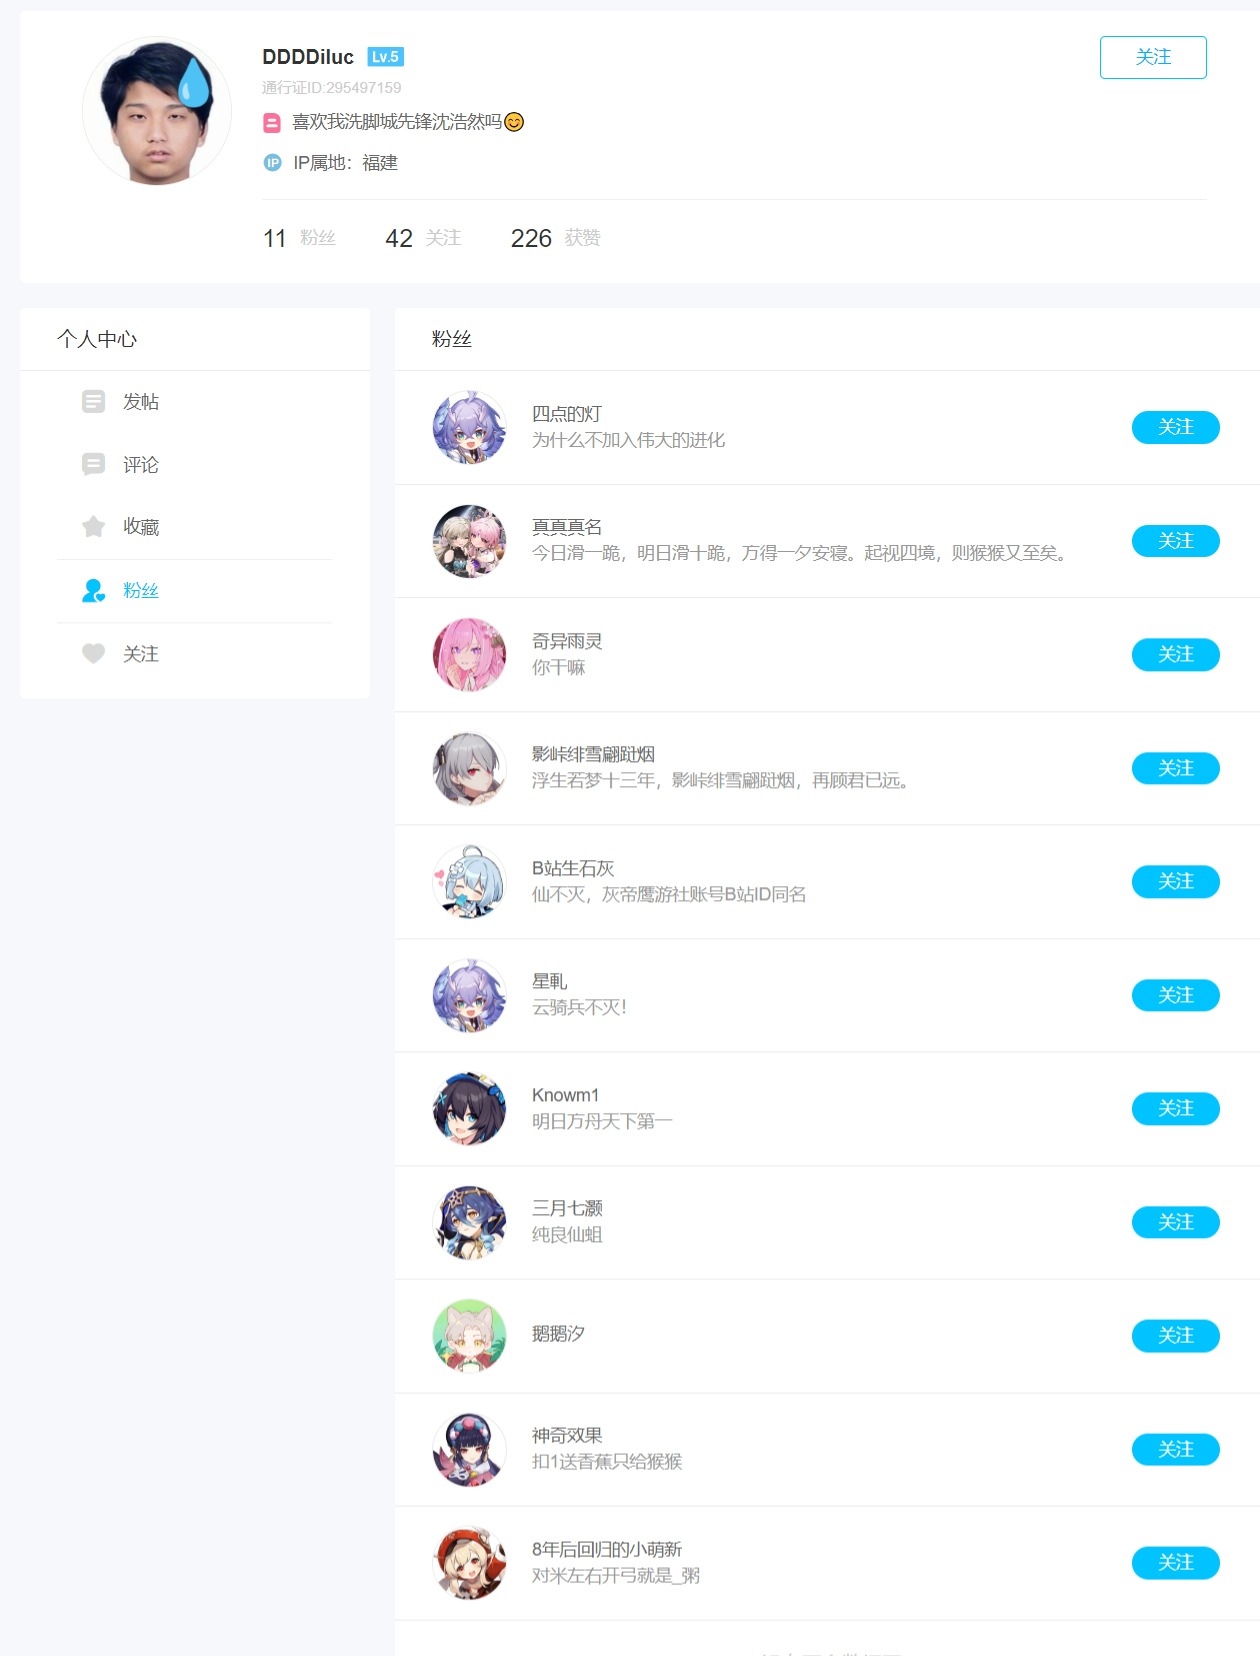 DDDDiluc Lv.5
关注
通行证ID:295497159
喜欢我洗脚城先锋沈浩然吗😊
IP IP属地：福建
11 粉丝 42 关注 226 获赞
个人中心
发帖
评论
收藏
粉丝
关注
粉丝
四点的灯
为什么不加入伟大的进化
关注
真真真名
今日滑一跪，明日滑十跪，万得一夕安寝。起视四境，则猴猴又至矣。
关注
奇异雨灵
你干嘛
关注
影峠绯雪翩跹烟
浮生若梦十三年，影峠绯雪翩跹烟，再顾君已远。
关注
B站生石灰
仙不灭，灰帝鹰游社账号B站ID同名
关注
星軋
云骑兵不灭！
关注
Knowm1
明日方舟天下第一
关注
三月七灏
纯良仙蛆
关注
鹅鹅汐
关注
神奇效果
扣1送香蕉只给猴猴
关注
8年后回归的小萌新
对米左右开弓就是_粥
关注